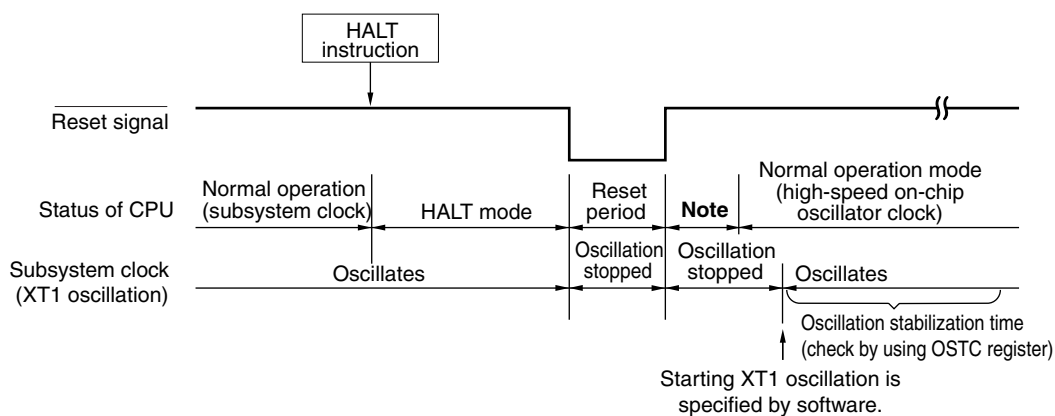 HALT
instruction
Reset signal
Status of CPU
Normal operation
(subsystem clock)
HALT mode
Reset
period
Note
Normal operation mode
(high-speed on-chip
oscillator clock)
Subsystem clock
(XT1 oscillation)
Oscillates
Oscillation
stopped
Oscillation
stopped
Oscillates
Oscillation stabilization time
(check by using OSTC register)
Starting XT1 oscillation is
specified by software.